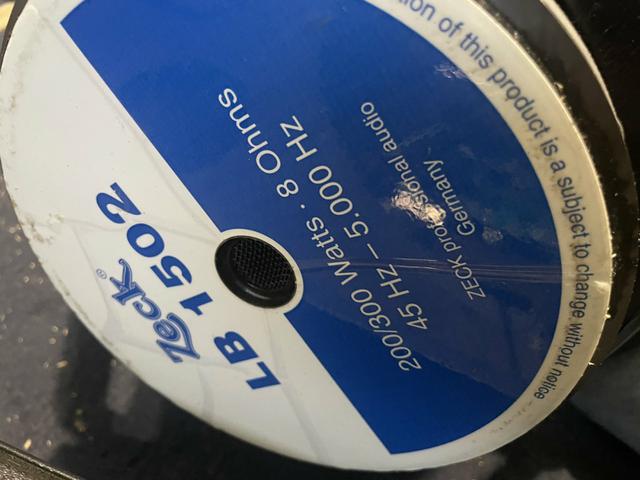 Zeck®
LB 1502
200/300 Watts . 8 Ohms
45 Hz – 5.000 HZ
ZECK professional audio
Germany
of this product is a subject to change without notice